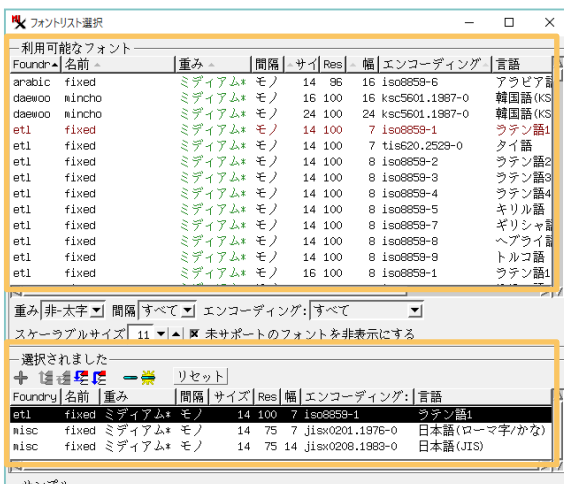 フォントリスト選択
利用可能なフォント
Foundr 名前 重み 間隔 サイ Res 幅 エンコーディング 言語
arabic fixed ミディアム* モノ 14 96 16 iso8859-6 アラビア語
daewoo mincho ミディアム* モノ 16 100 16 ksc5601.1987-0 韓国語(KS
daewoo mincho ミディアム* モノ 24 100 24 ksc5601.1987-0 韓国語(KS
etl fixed ミディアム* モノ 14 100 7 iso8859-1 ラテン語1
etl fixed ミディアム* モノ 14 100 7 tis620.2529-0 タイ語
etl fixed ミディアム* モノ 14 100 8 iso8859-2 ラテン語2
etl fixed ミディアム* モノ 14 100 8 iso8859-3 ラテン語3
etl fixed ミディアム* モノ 14 100 8 iso8859-4 ラテン語4
etl fixed ミディアム* モノ 14 100 8 iso8859-5 キリル語
etl fixed ミディアム* モノ 14 100 8 iso8859-7 ギリシャ語
etl fixed ミディアム* モノ 14 100 8 iso8859-8 ヘブライ語
etl fixed ミディアム* モノ 14 100 8 iso8859-9 トルコ語
etl fixed ミディアム* モノ 16 100 8 iso8859-1 ラテン語1
重み 非-太字 間隔 すべて エンコーディング: すべて
スケーラブルサイズ 11 未サポートのフォントを非表示にする
選択されました
リセット
Foundry 名前 重み 間隔 サイズ Res 幅 エンコーディング: 言語
etl fixed ミディアム* モノ 14 100 7 iso8859-1 ラテン語1
misc fixed ミディアム* モノ 14 75 7 jisx0201.1976-0 日本語(ローマ字/かな)
misc fixed ミディアム* モノ 14 75 14 jisx0208.1983-0 日本語(JIS)